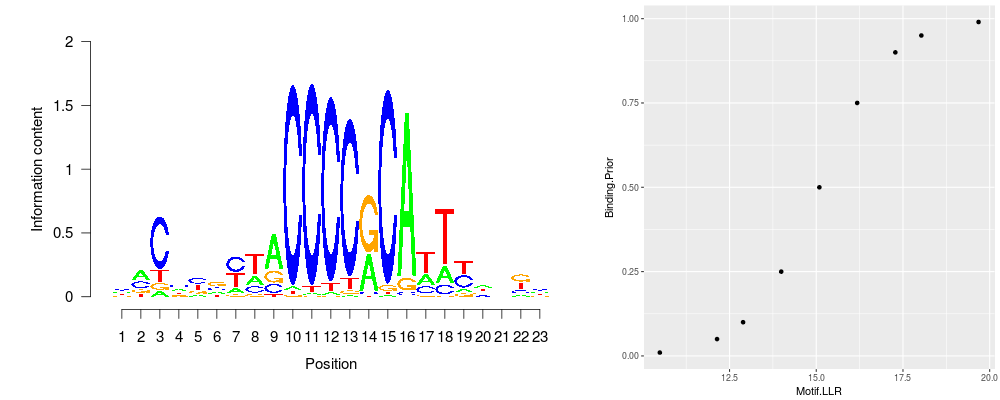 2
1.5
1
0.5
0
Information content
1 2 3 4 5 6 7 8 9 10 11 12 13 14 15 16 17 18 19 20 21 22 23
Position
C
T
A
C
T
T
A
A
G
C
C
C
C
C
G
A
C
A
G
T
A
T
A
T
C
1.00
0.75
0.50
0.25
0.00
Binding.Prior
12.5 15.0 17.5 20.0
Motif.LLR